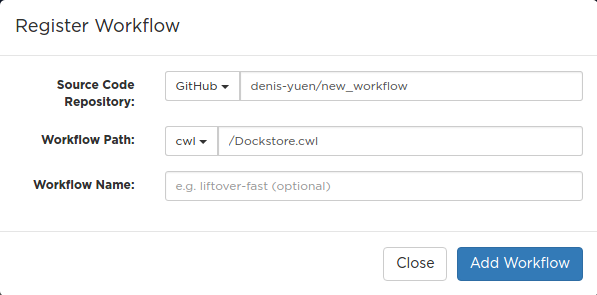 Register Workflow
Source Code
Repository:
GitHub
denis-yuen/new_workflow
Workflow Path:
cwl
/Dockstore.cwl
Workflow Name:
e.g. liftover-fast (optional)
Close
Add Workflow